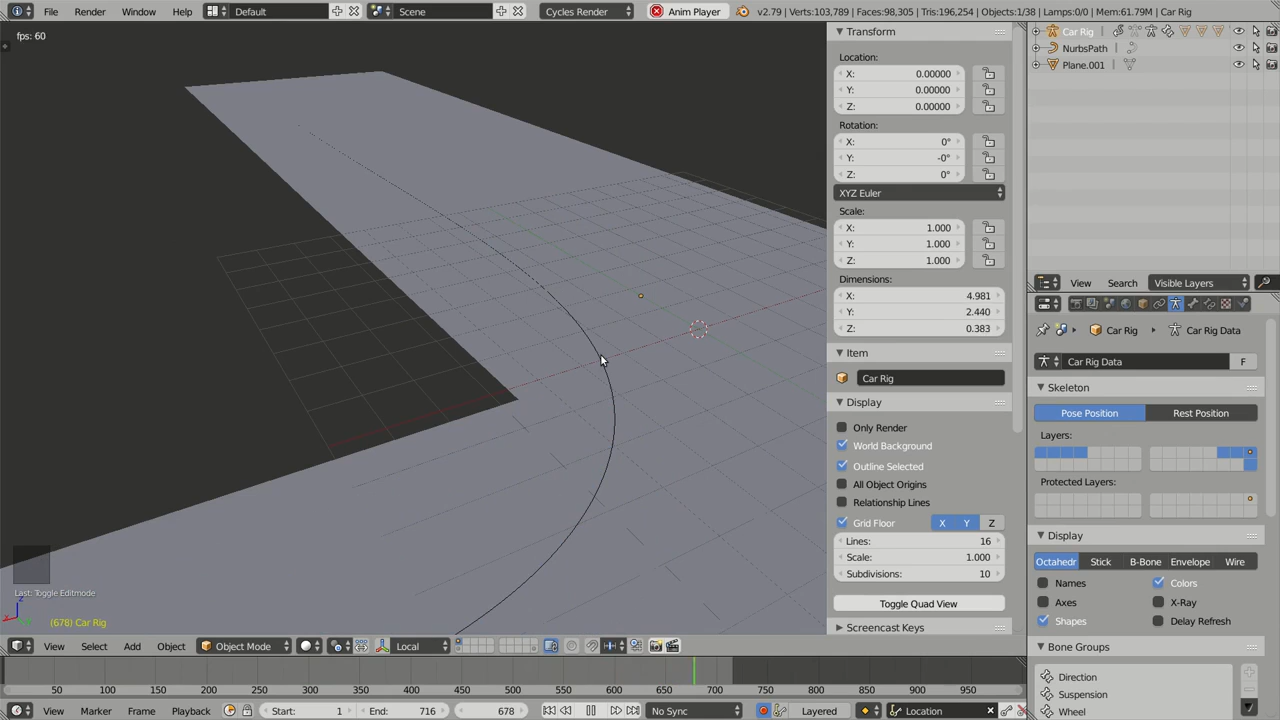 File Render Window Help Default Scene Cycles Render Anim Player v2.79 | Verts:103,789 | Faces:98,305 | Tris:196,254 | Objects:1/38 | Lamps:0/0 | Mem:61.79M | Car Rig
fps: 60
Last: Toggle Editmode
(678) Car Rig
Transform
Location:
X: 0.00000
Y: 0.00000
Z: 0.00000
Rotation:
X: 0°
Y: -0°
Z: 0°
XYZ Euler
Scale:
X: 1.000
Y: 1.000
Z: 1.000
Dimensions:
X: 4.981
Y: 2.440
Z: 0.383
Item
Car Rig
Display
Only Render
World Background
Outline Selected
All Object Origins
Relationship Lines
Grid Floor X Y Z
Lines: 16
Scale: 1.000
Subdivisions: 10
Toggle Quad View
Screencast Keys
Car Rig
NurbsPath
Plane.001
View Search Visible Layers
Car Rig Car Rig Data
Car Rig Data F
Skeleton
Pose Position Rest Position
Layers:
Protected Layers:
Display
Octahedr Stick B-Bone Envelope Wire
Names Colors
Axes X-Ray
Shapes Delay Refresh
Bone Groups
Direction
Suspension
Wheel
View Select Add Object Object Mode Local
50 100 150 200 250 300 350 400 450 500 550 600 650 700 750 800 850 900 950
View Marker Frame Playback Start: 1 End: 716 678 No Sync Layered Location